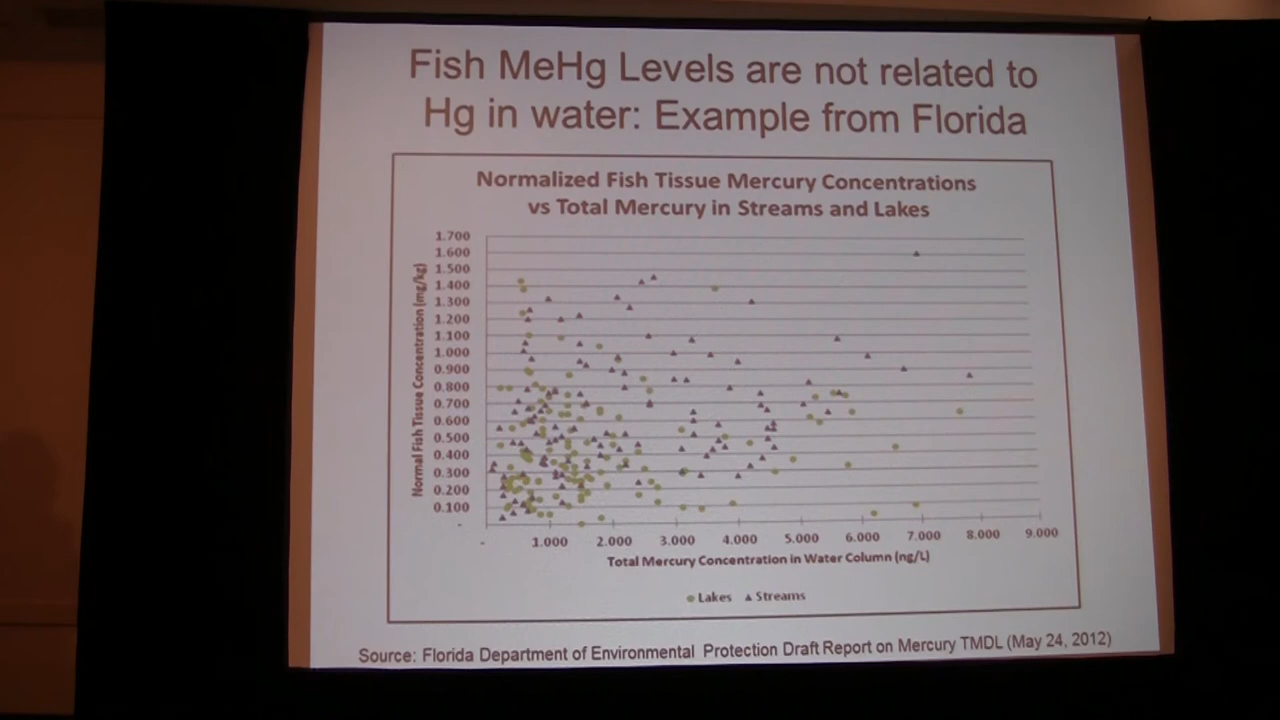 Fish MeHg Levels are not related to
Hg in water: Example from Florida
Normalized Fish Tissue Mercury Concentrations
vs Total Mercury in Streams and Lakes
Normal Fish Tissue Concentration (mg/kg)
1.700
1.600
1.500
1.400
1.300
1.200
1.100
1.000
0.900
0.800
0.700
0.600
0.500
0.400
0.300
0.200
0.100
-
- 1.000 2.000 3.000 4.000 5.000 6.000 7.000 8.000 9.000
Total Mercury Concentration in Water Column (ng/L)
Lakes Streams
Source: Florida Department of Environmental Protection Draft Report on Mercury TMDL (May 24, 2012)